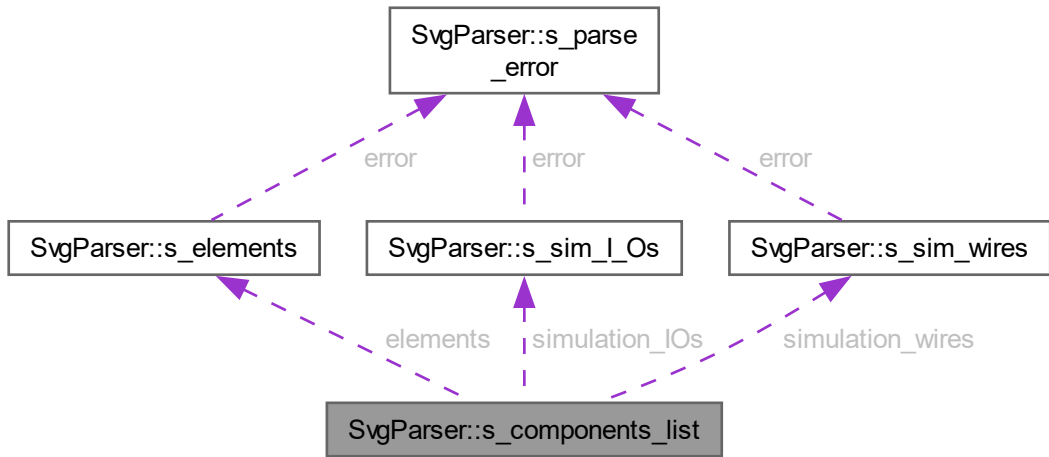 SvgParser::s_parse
_error
error
error
error
SvgParser::s_elements
SvgParser::s_sim_I_Os
SvgParser::s_sim_wires
elements
simulation_IOs
simulation_wires
SvgParser::s_components_list